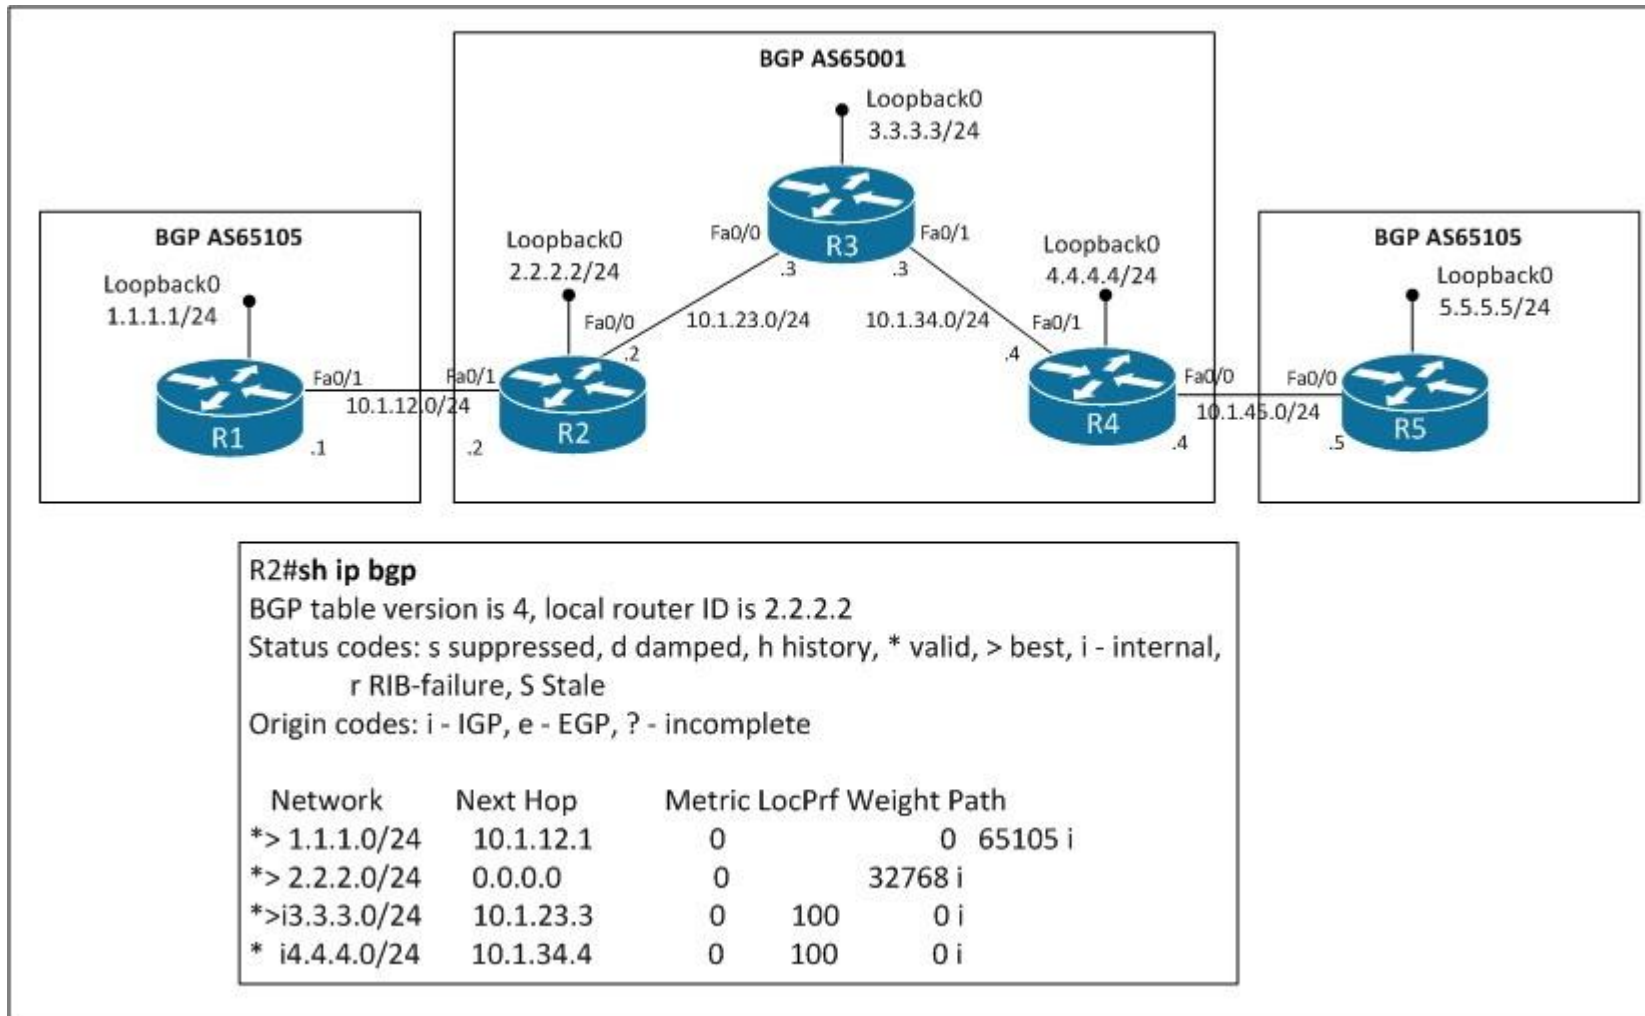 BGP AS65001
Loopback0
3.3.3.3/24
BGP AS65105
Loopback0
1.1.1.1/24
Loopback0
2.2.2.2/24
Fa0/0
R3
Fa0/1
.3
.3
Loopback0
4.4.4.4/24
BGP AS65105
Loopback0
5.5.5.5/24
Fa0/0
10.1.23.0/24
10.1.34.0/24
Fa0/1
.2
.4
Fa0/1
Fa0/1
10.1.12.0/24
Fa0/0
Fa0/0
10.1.45.0/24
R1
.1
.2
R2
R4
.4
.5
R5
R2#sh ip bgp
BGP table version is 4, local router ID is 2.2.2.2
Status codes: s suppressed, d damped, h history, * valid, > best, i - internal,
r RIB-failure, S Stale
Origin codes: i - IGP, e - EGP, ? - incomplete
Network Next Hop Metric LocPrf Weight Path
*> 1.1.1.0/24 10.1.12.1 0 0 65105 i
*> 2.2.2.0/24 0.0.0.0 0 32768 i
*>i3.3.3.0/24 10.1.23.3 0 100 0 i
* i4.4.4.0/24 10.1.34.4 0 100 0 i